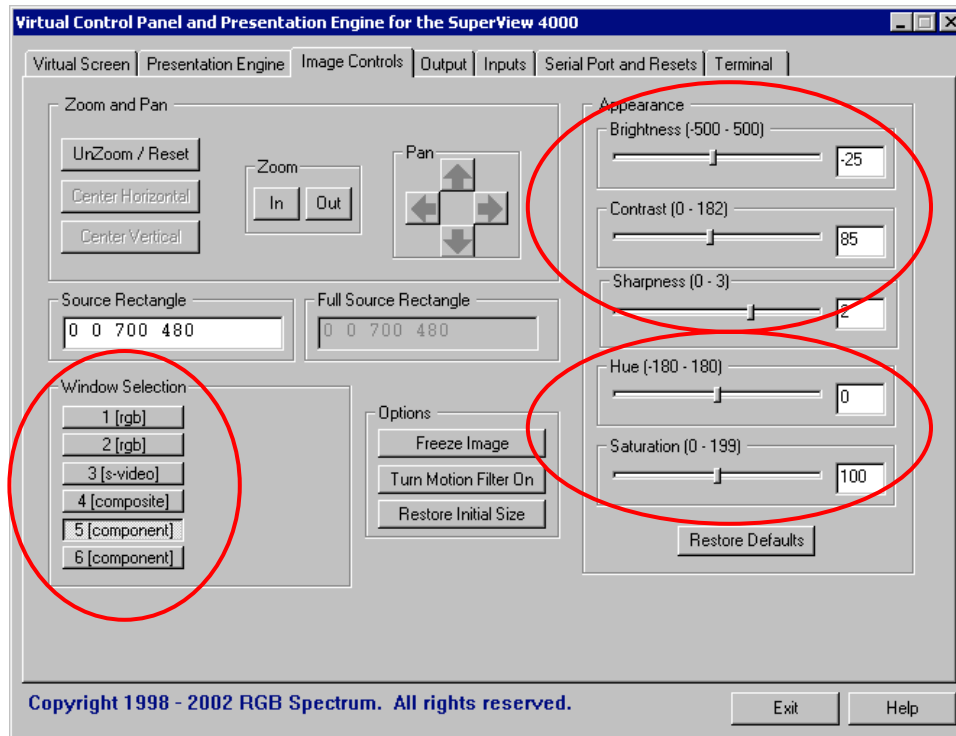 Virtual Control Panel and Presentation Engine for the SuperView 4000
Virtual Screen Presentation Engine Image Controls Output Inputs Serial Port and Resets Terminal
Zoom and Pan
UnZoom / Reset
Center Horizontal
Center Vertical
Zoom
In Out
Pan
Source Rectangle
0 0 700 480
Full Source Rectangle
0 0 700 480
Window Selection
1 [rgb]
2 [rgb]
3 [s-video]
4 [composite]
5 [component]
6 [component]
Options
Freeze Image
Turn Motion Filter On
Restore Initial Size
Appearance
Brightness (-500 - 500)
-25
Contrast (0 - 182)
85
Sharpness (0 - 3)
2
Hue (-180 - 180)
0
Saturation (0 - 199)
100
Restore Defaults
Copyright 1998 - 2002 RGB Spectrum. All rights reserved.
Exit Help